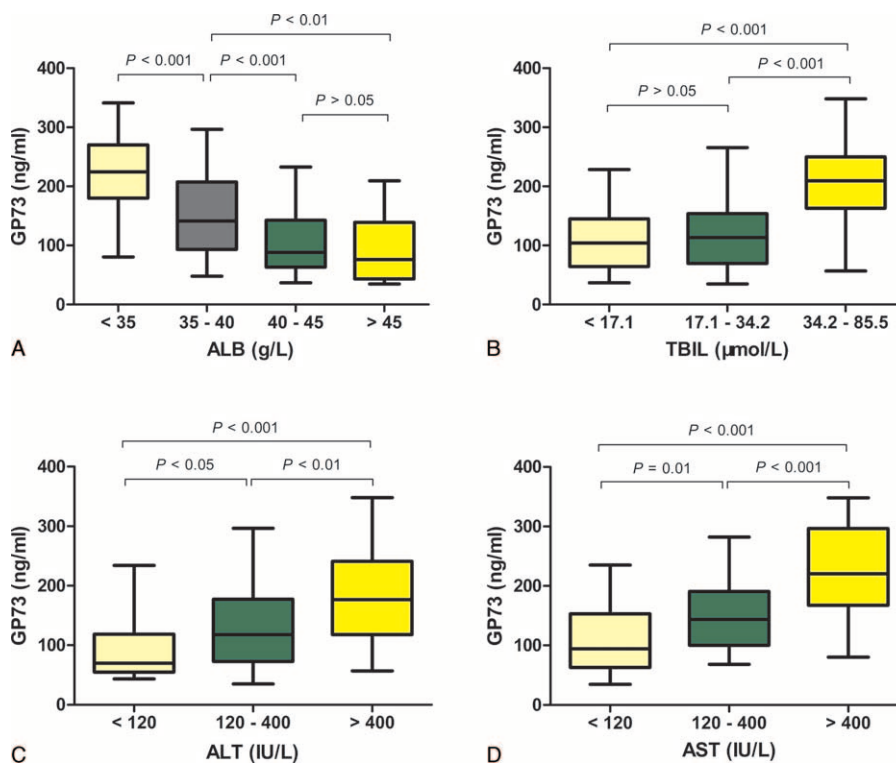 P < 0.01
P < 0.001 P < 0.001
P > 0.05
GP73 (ng/ml)
400
300
200
100
0
< 35 35 - 40 40 - 45 > 45
A ALB (g/L)
P < 0.001
P < 0.001
P > 0.05
GP73 (ng/ml)
400
300
200
100
0
< 17.1 17.1 - 34.2 34.2 - 85.5
B TBIL (µmol/L)
P < 0.001
P < 0.05 P < 0.01
GP73 (ng/ml)
400
300
200
100
0
< 120 120 - 400 > 400
C ALT (IU/L)
P < 0.001
P = 0.01 P < 0.001
GP73 (ng/ml)
400
300
200
100
0
< 120 120 - 400 > 400
D AST (IU/L)